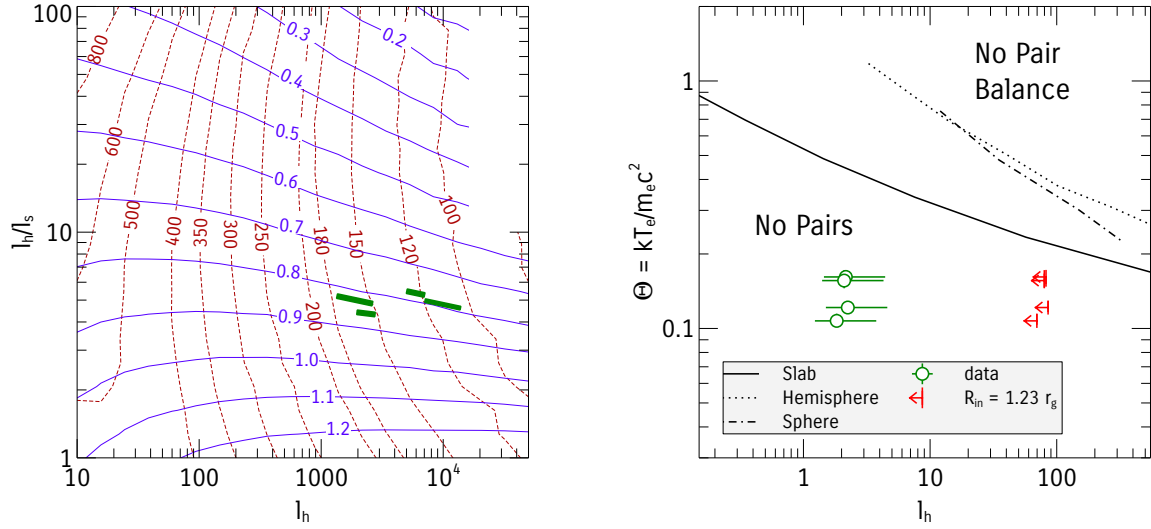 100
10
1
l_h/l_s
10
100
1000
10^4
l_h
800
600
500
400
350
300
250
200
180
150
120
100
0.2
0.3
0.4
0.5
0.6
0.7
0.8
0.9
1.0
1.1
1.2
1
0.1
Θ = kT_e/m_ec^2
1
10
100
l_h
No Pair
Balance
No Pairs
Slab
Hemisphere
Sphere
data
R_in = 1.23 r_g